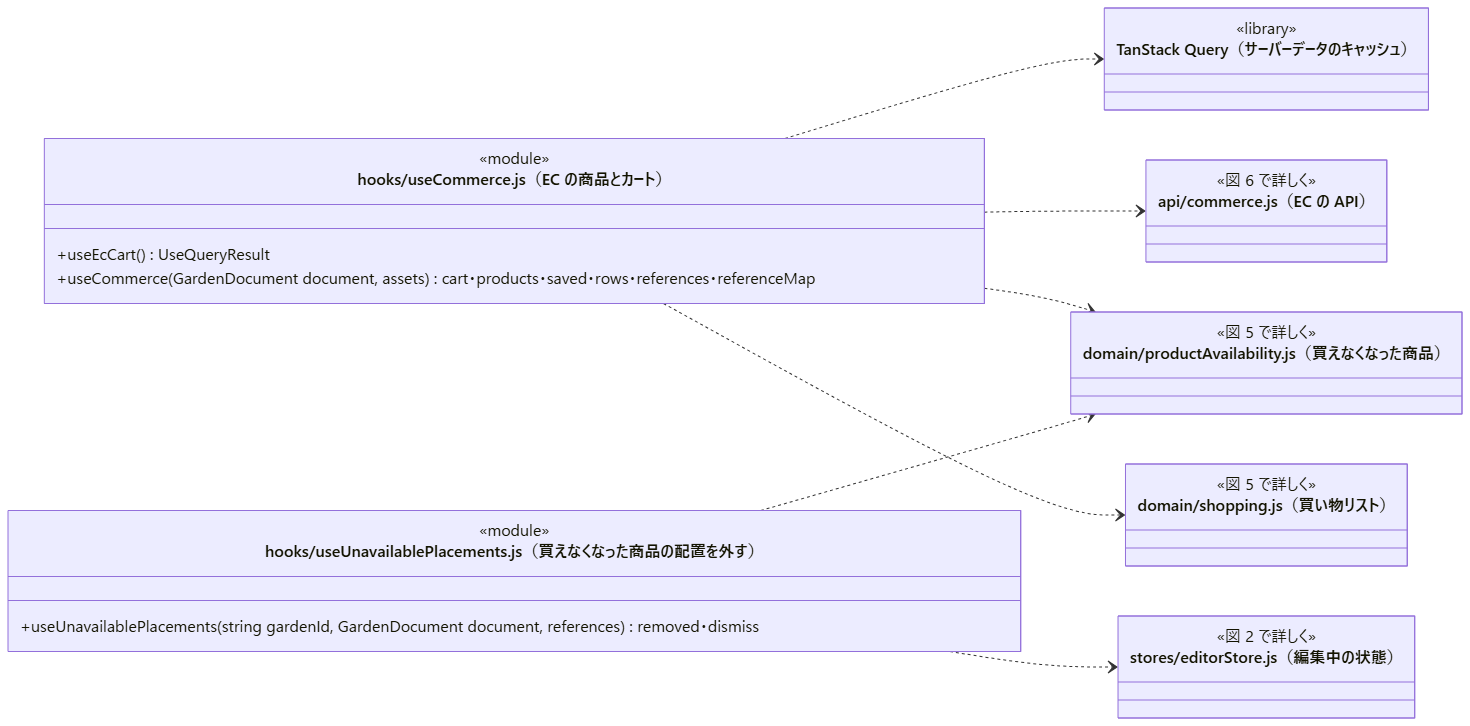 «library»
TanStack Query（サーバーデータのキャッシュ）
«module»
hooks/useCommerce.js（EC の商品とカート）
+useEcCart() : UseQueryResult
+useCommerce(GardenDocument document, assets) : cart・products・saved・rows・references・referenceMap
«図 6 で詳しく»
api/commerce.js（EC の API）
«図 5 で詳しく»
domain/productAvailability.js（買えなくなった商品）
«図 5 で詳しく»
domain/shopping.js（買い物リスト）
«module»
hooks/useUnavailablePlacements.js（買えなくなった商品の配置を外す）
+useUnavailablePlacements(string gardenId, GardenDocument document, references) : removed・dismiss
«図 2 で詳しく»
stores/editorStore.js（編集中の状態）